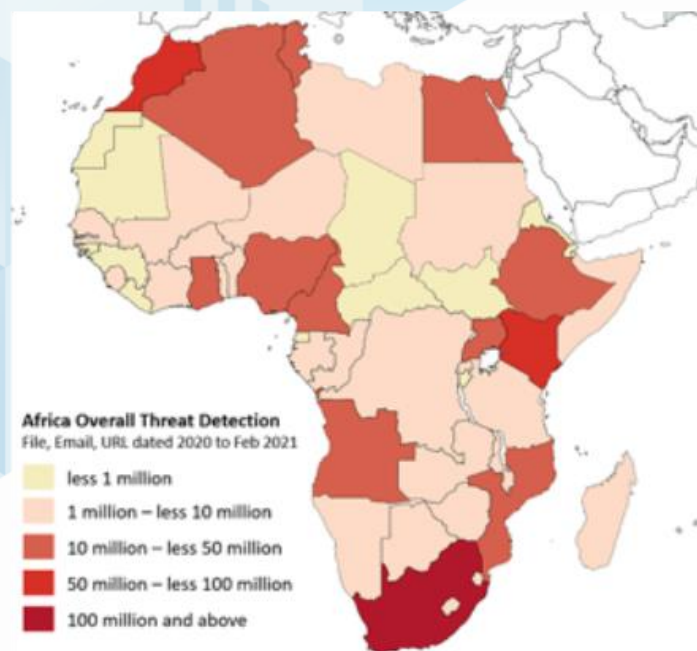 Africa Overall Threat Detection
File, Email, URL dated 2020 to Feb 2021
less 1 million
1 million – less 10 million
10 million – less 50 million
50 million – less 100 million
100 million and above